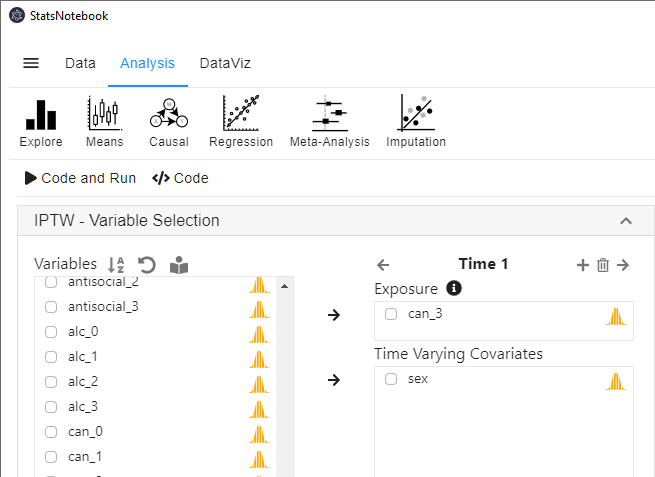 StatsNotebook
Data Analysis DataViz
Explore Means Causal Regression Meta-Analysis Imputation
Code and Run Code
IPTW - Variable Selection
Variables Time 1
Exposure
antisocial_2
antisocial_3 can_3
alc_0
alc_1 Time Varying Covariates
alc_2 sex
alc_3
can_0
can_1